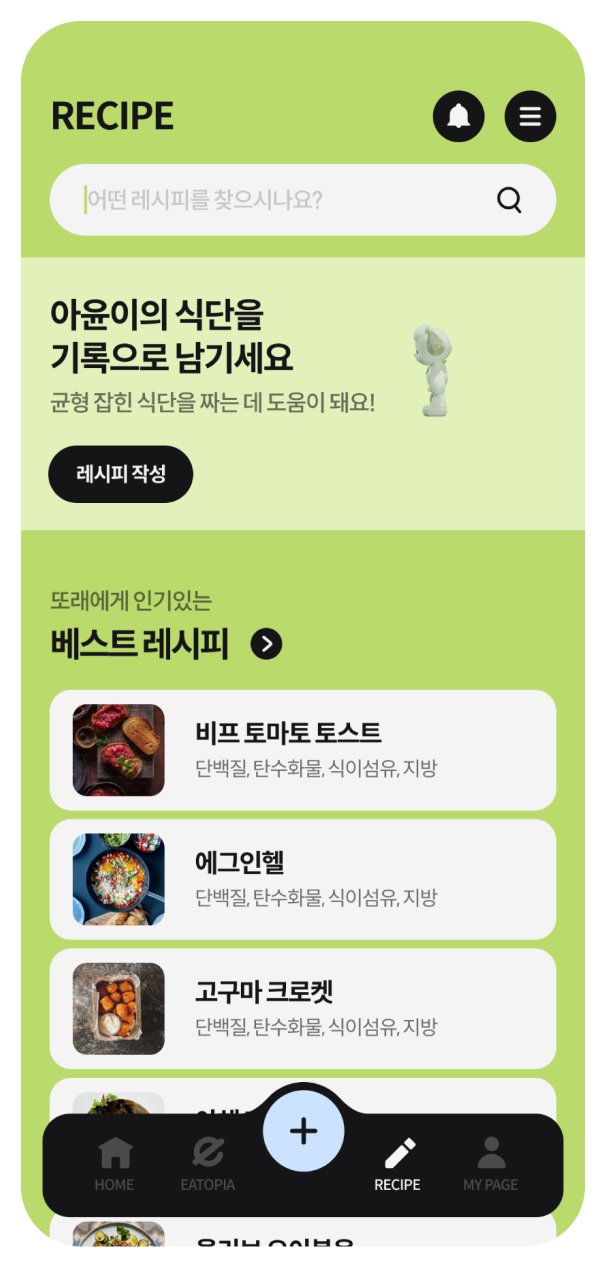 RECIPE
어떤 레시피를 찾으시나요?
아윤이의 식단을
기록으로 남기세요
균형 잡힌 식단을 짜는 데 도움이 돼요!
레시피 작성
또래에게 인기있는
베스트 레시피
비프 토마토 토스트
단백질, 탄수화물, 식이섬유, 지방
에그인헬
단백질, 탄수화물, 식이섬유, 지방
고구마 크로켓
단백질, 탄수화물, 식이섬유, 지방
HOME
EATOPIA
RECIPE
MY PAGE